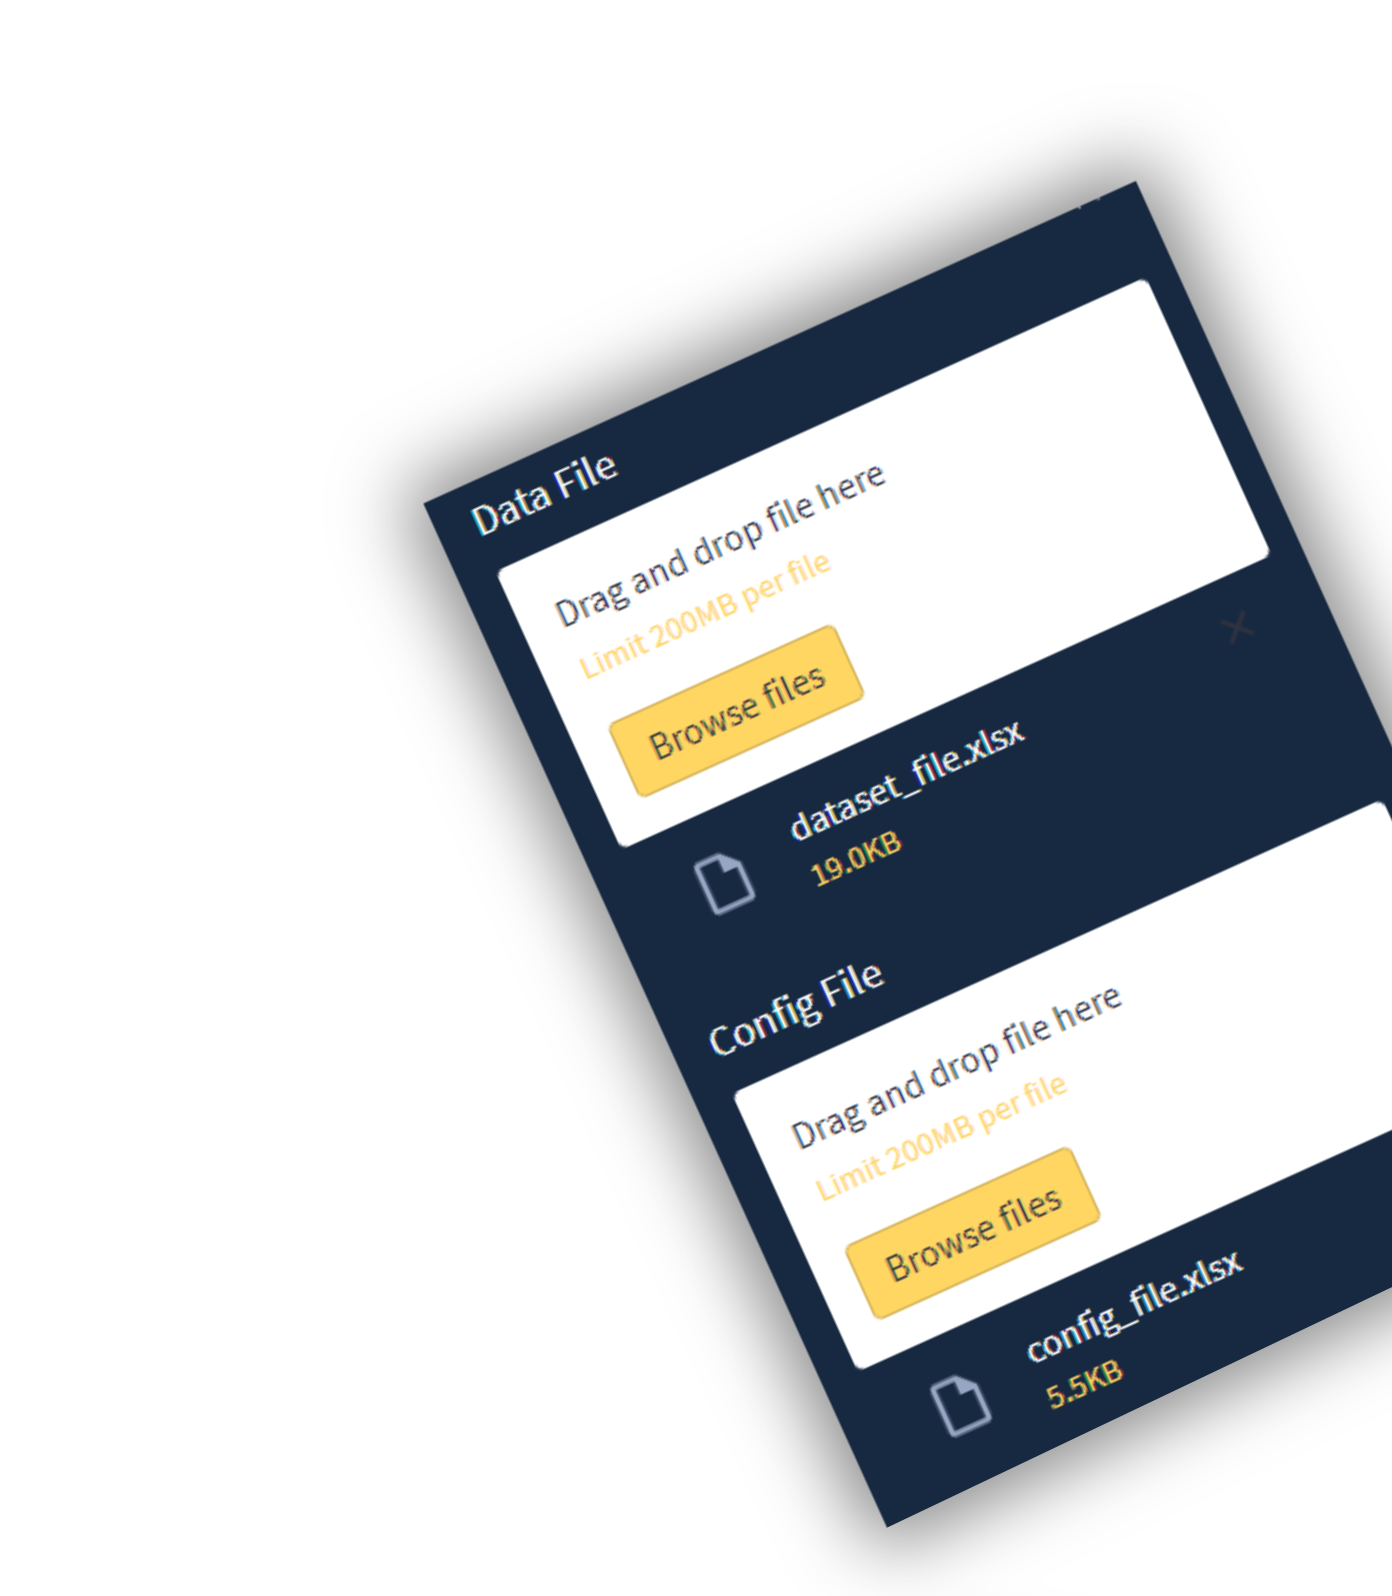 Data File
Drag and drop file here
Limit 200MB per file
Browse files
dataset_file.xlsx
19.0KB
Config File
Drag and drop file here
Limit 200MB per file
Browse files
config_file.xlsx
5.5KB